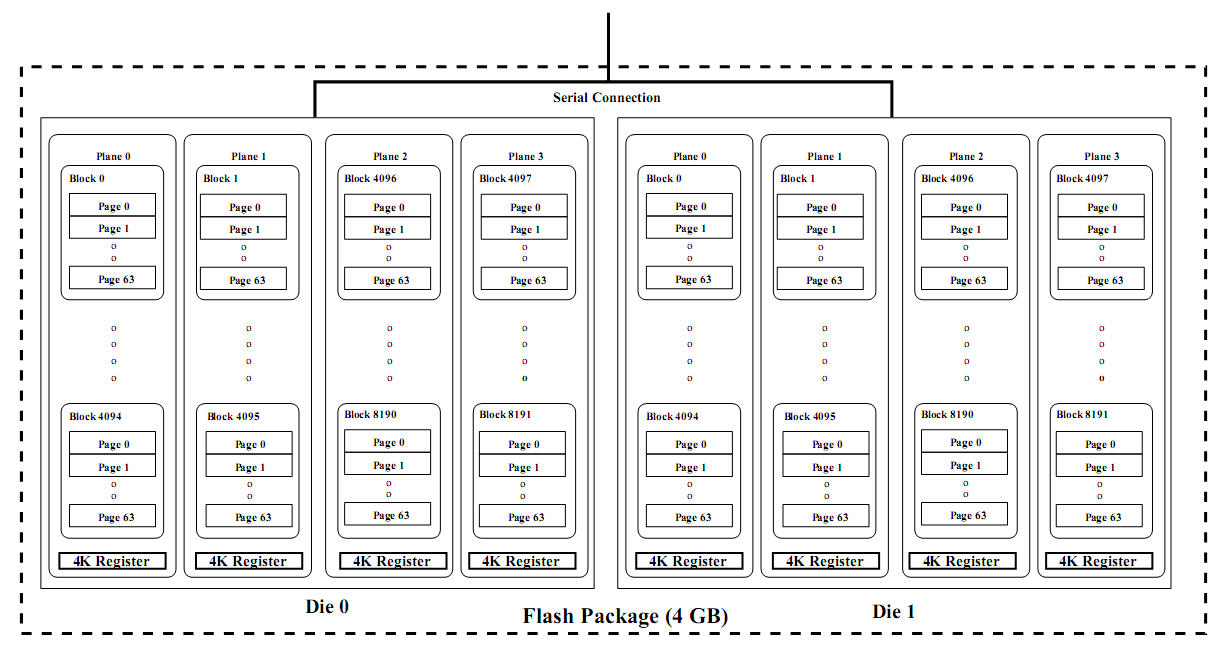 Serial Connection
Plane 0 Plane 1 Plane 2 Plane 3 Plane 0 Plane 1 Plane 2 Plane 3
Block 0 Block 1 Block 4096 Block 4097 Block 0 Block 1 Block 4096 Block 4097
Page 0 Page 0 Page 0 Page 0 Page 0 Page 0 Page 0 Page 0
Page 1 Page 1 Page 1 Page 1 Page 1 Page 1 Page 1 Page 1
Page 63 Page 63 Page 63 Page 63 Page 63 Page 63 Page 63 Page 63
Block 4094 Block 4095 Block 8190 Block 8191 Block 4094 Block 4095 Block 8190 Block 8191
Page 0 Page 0 Page 0 Page 0 Page 0 Page 0 Page 0 Page 0
Page 1 Page 1 Page 1 Page 1 Page 1 Page 1 Page 1 Page 1
Page 63 Page 63 Page 63 Page 63 Page 63 Page 63 Page 63 Page 63
4K Register 4K Register 4K Register 4K Register 4K Register 4K Register 4K Register 4K Register
Die 0 Flash Package (4 GB) Die 1